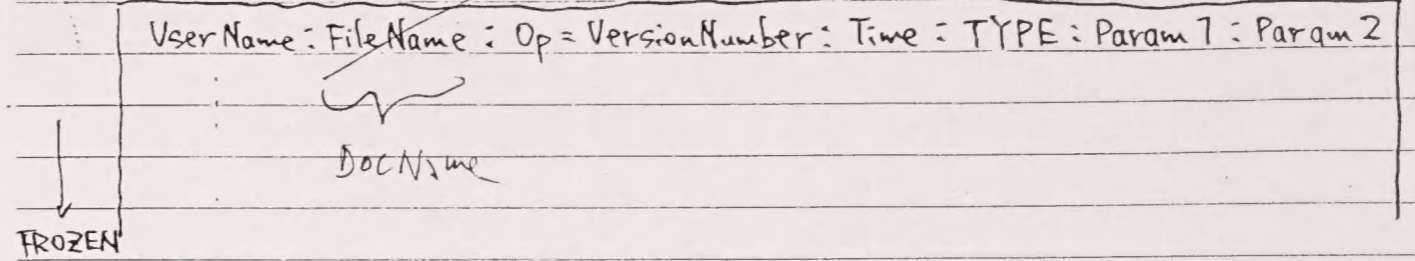 UserName : FileName : Op = VersionNumber : Time : TYPE : Param 1 : Param 2
DocName
FROZEN